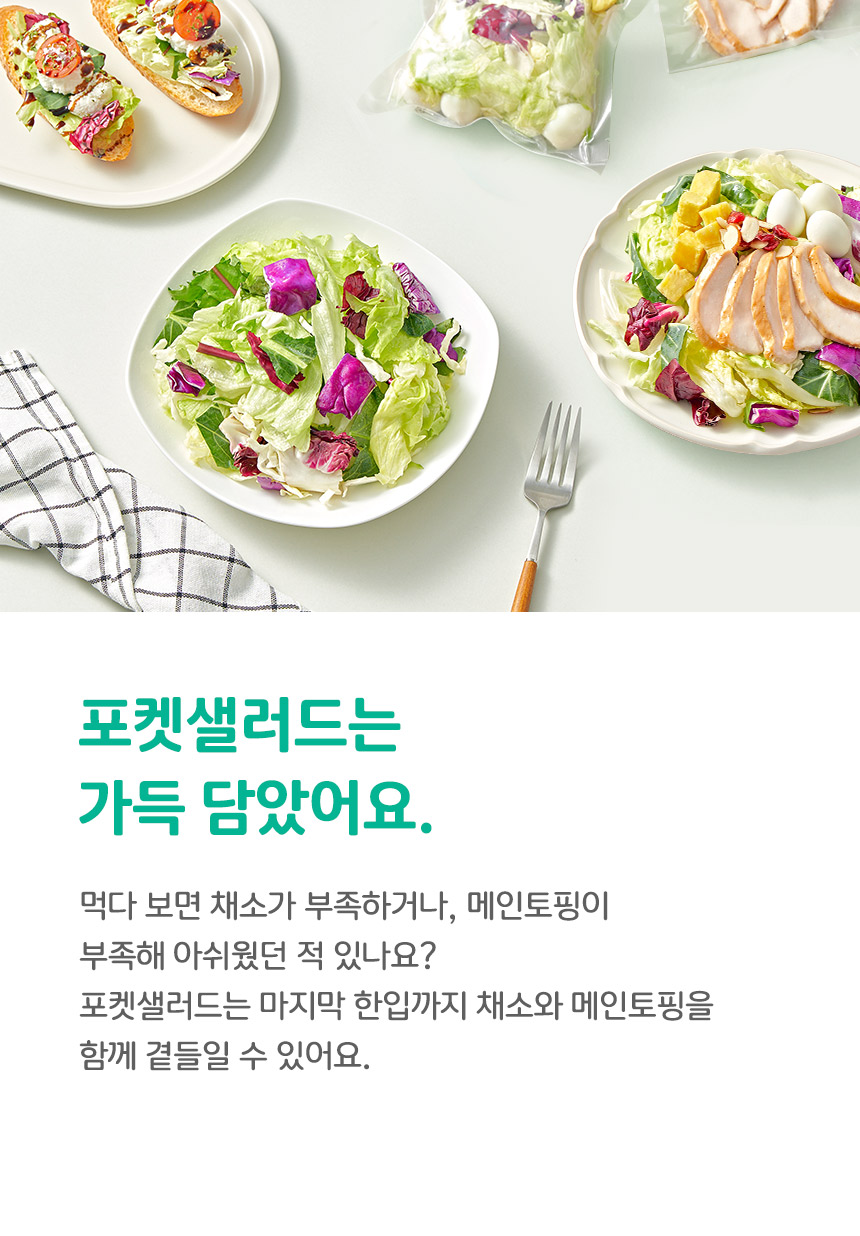 포켓샐러드는
가득 담았어요.
먹다 보면 채소가 부족하거나, 메인토핑이
부족해 아쉬웠던 적 있나요?
포켓샐러드는 마지막 한입까지 채소와 메인토핑을
함께 곁들일 수 있어요.